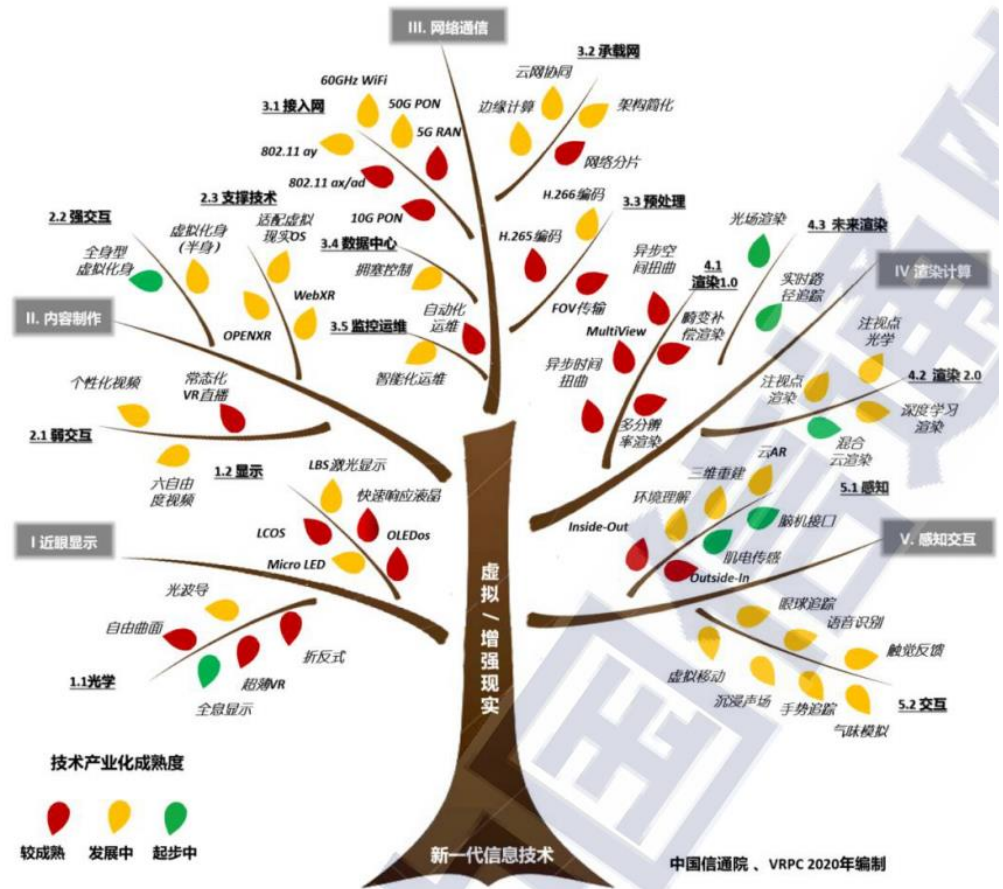 III. 网络通信
3.2 承载网
云网协同
60GHz WiFi
边缘计算
架构简化
3.1 接入网
50G PON
5G RAN
802.11 ay
网络分片
802.11 ax/ad
H.266编码
2.3 支撑技术
3.3 预处理
2.2 强交互
虚拟化身
(半身)
适配虚拟
现实OS
10G PON
光场渲染
4.3 未来渲染
全身型
虚拟化身
3.4 数据中心
H.265编码
异步空
间扭曲
4.1
渲染1.0
实时路
径追踪
IV 渲染计算
拥塞控制
WebXR
自动化
运维
FOV传输
II. 内容制作
OPENXR
3.5 监控运维
MultiView
畸变补
偿渲染
注视点
光学
个性化视频
常态化
VR直播
智能化运维
异步时间
扭曲
注视点
渲染
4.2 渲染 2.0
2.1 弱交互
多分辨
率渲染
混合
云渲染
深度学习
渲染
六自由
度视频
1.2 显示
LBS激光显示
云AR
快速响应液晶
三维重建
5.1 感知
环境理解
I 近眼显示
LCOS
OLEDos
Inside-Out
脑机接口
V. 感知交互
Micro LED
肌电传感
Outside-In
光波导
虚拟/增强现实
眼球追踪
自由曲面
语音识别
折反式
触觉反馈
1.1光学
超薄VR
虚拟移动
全息显示
沉浸声场
手势追踪
5.2 交互
气味模拟
技术产业化成熟度
较成熟
发展中
起步中
新一代信息技术
中国信通院 、VRPC 2020年编制